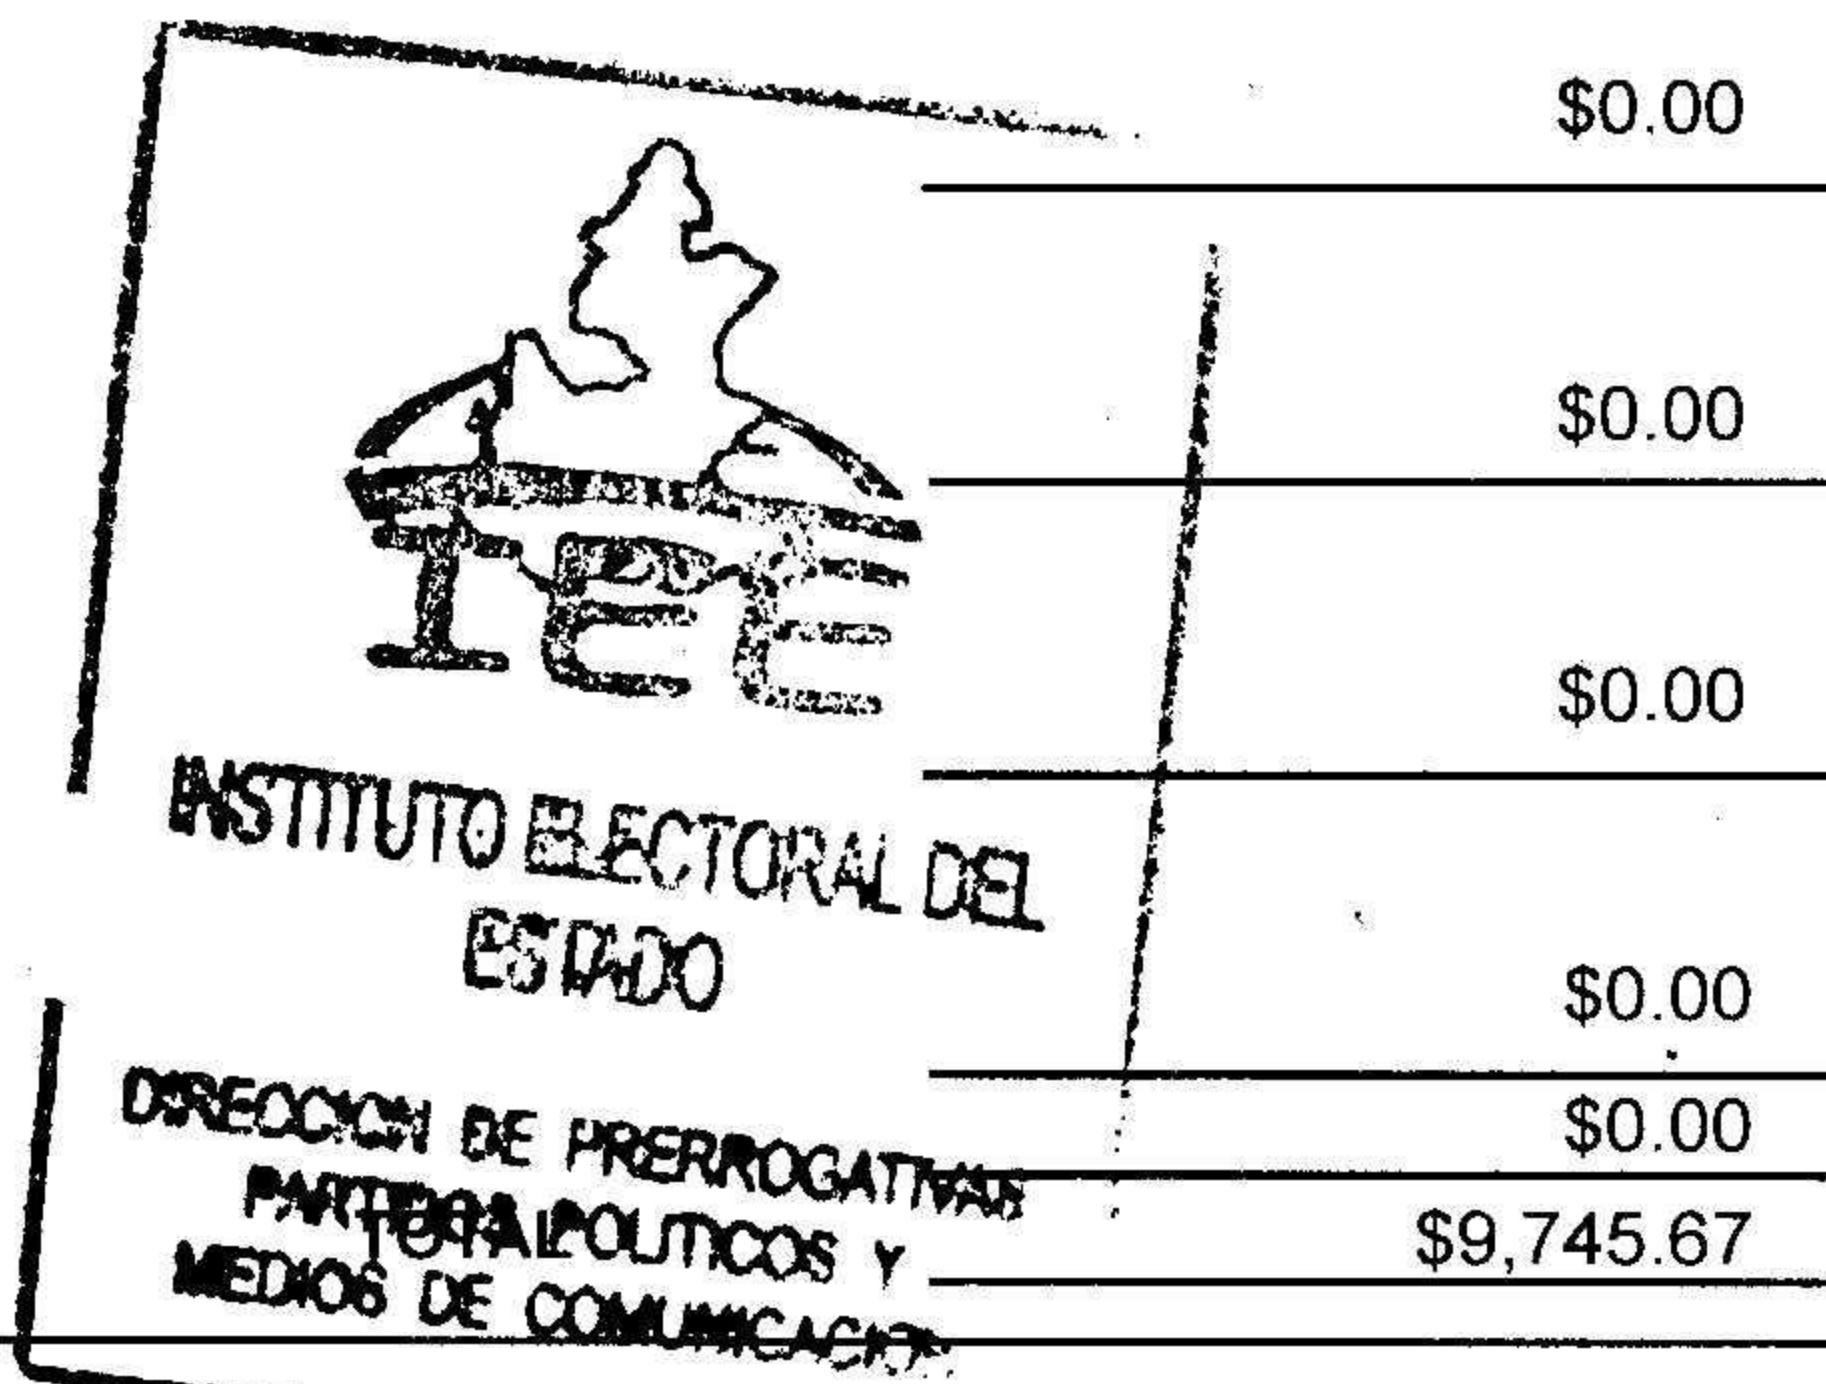 $0.00
$0.00
IEE
$0.00
INSTITUTO ELECTORAL DEL
ESTADO
$0.00
DIRECCION DE PRERROGATIVAS
$0.00
PARTIDOS POLITICOS Y
TOTAL $9,745.67
MEDIOS DE COMUNICACION